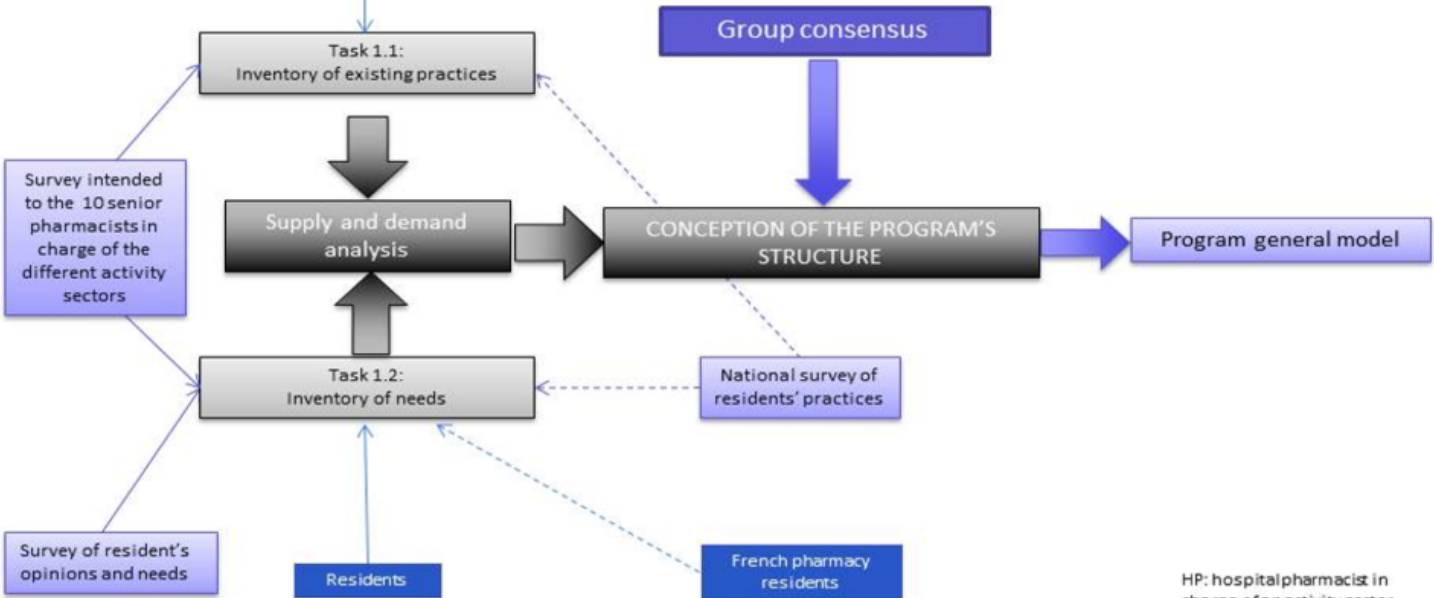 Group consensus
Task 1.1:
Inventory of existing practices
Survey intended
to the 10 senior
pharmacists in
charge of the
different activity
sectors
Supply and demand
analysis
CONCEPTION OF THE PROGRAM'S
STRUCTURE
Program general model
Task 1.2:
Inventory of needs
National survey of
residents' practices
Survey of resident's
opinions and needs
Residents
French pharmacy
residents
HP: hospital pharmacist in